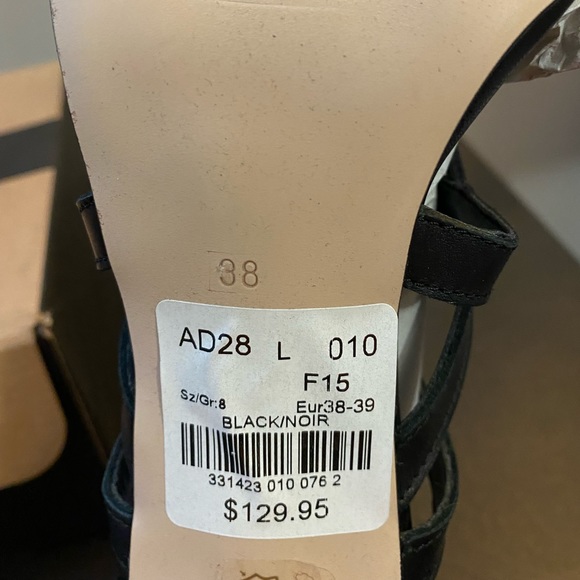 38
AD28 L 010
F15
Sz/Gr:8 Eur38-39
BLACK/NOIR
331423 010 076 2
$129.95